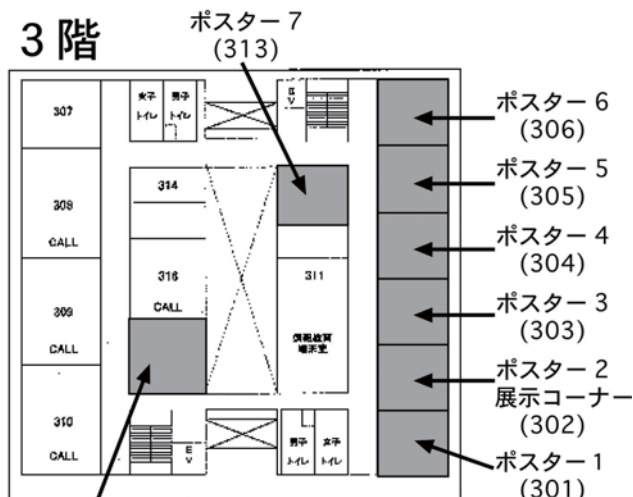 3階
ポスター7
(313)
307
女子
トイレ
男子
トイレ
EV
ポスター6
(306)
ポスター5
(305)
314
308
CALL
ポスター4
(304)
316
CALL
311
309
CALL
ポスター3
(303)
ポスター2
展示コーナー
(302)
310
CALL
EV
男子
トイレ
女子
トイレ
ポスター1
(301)